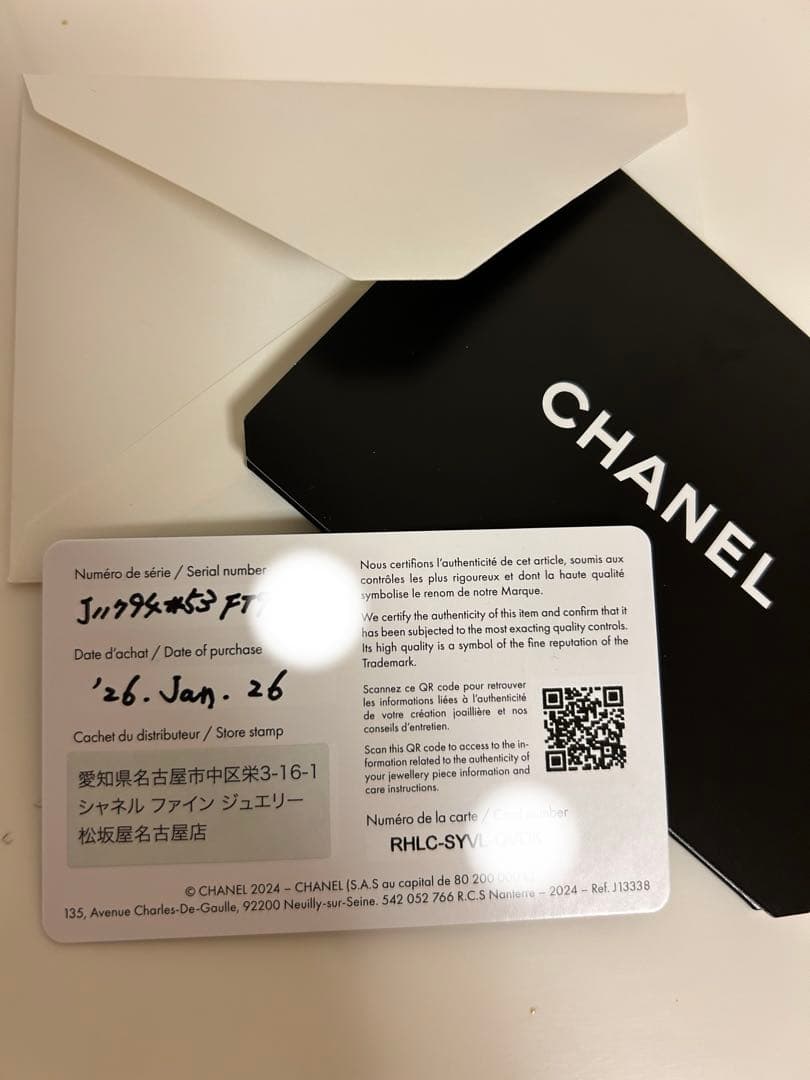 CHANEL
Numéro de série / Serial number
J11794#53 FT
Date d'achat / Date of purchase
'26. Jan. 26
Cachet du distributeur / Store stamp
愛知県名古屋市中区栄3-16-1
シャネル ファイン ジュエリー
松坂屋名古屋店
Nous certifions l'authenticité de cet article, soumis aux
contrôles les plus rigoureux et dont la haute qualité
symbolise le renom de notre Marque.
We certify the authenticity of this item and confirm that it
has been subjected to the most exacting quality controls.
Its high quality is a symbol of the fine reputation of the
Trademark.
Scannez ce QR code pour retrouver
les informations liées à l'authenticité
de votre création joaillière et nos
conseils d'entretien.
Scan this QR code to access to the in-
formation related to the authenticity of
your jewellery piece information and
care instructions.
Numéro de la carte / Card number
RHLC-SYVL
© CHANEL 2024 – CHANEL (S.A.S au capital de 80 200
135, Avenue Charles-De-Gaulle, 92200 Neuilly-sur-Seine. 542 052 766 R.C.S Nanterre – 2024 – Ref. J13338